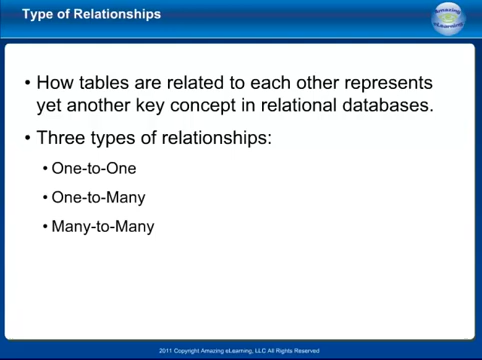 Type of Relationships
Amazing
eLearning
• How tables are related to each other represents
yet another key concept in relational databases.
• Three types of relationships:
• One-to-One
• One-to-Many
• Many-to-Many
2011 Copyright Amazing eLearning, LLC All Rights Reserved